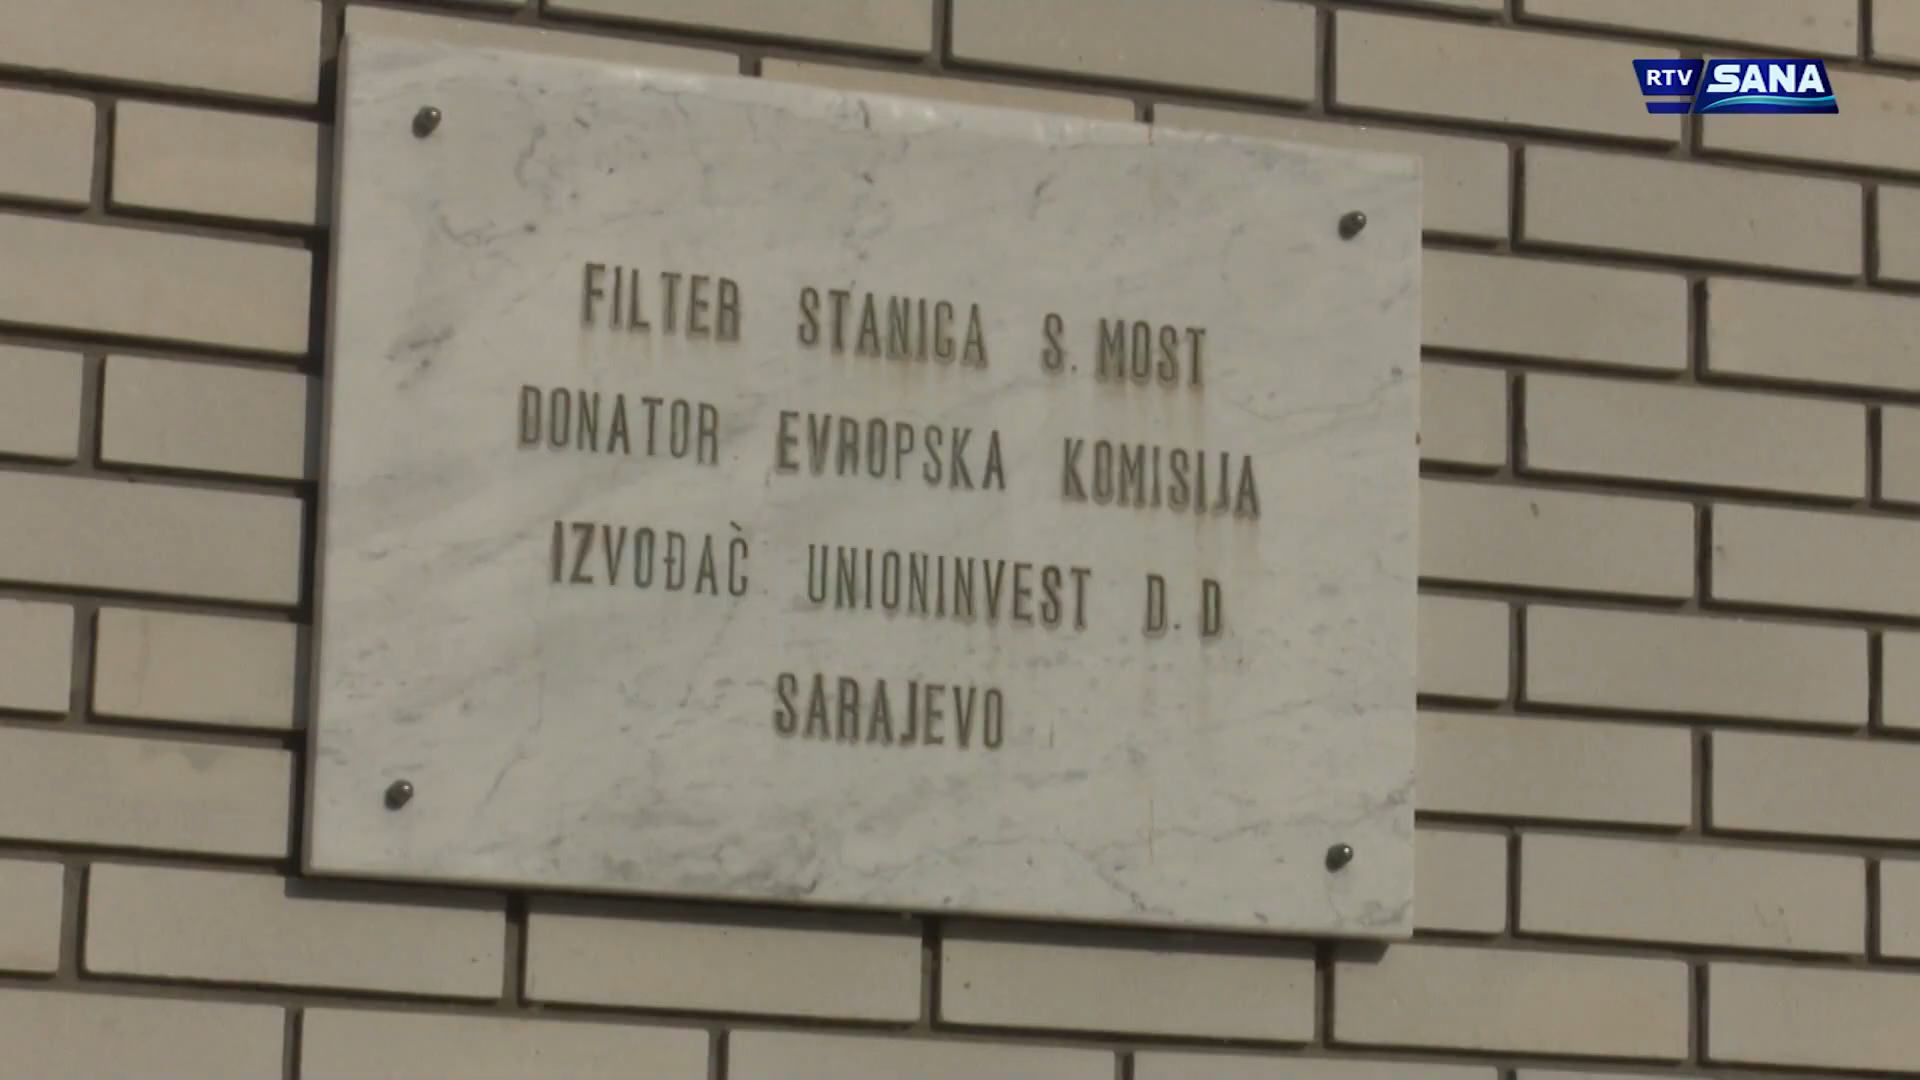 RTV SANA
FILTER STANICA S. MOST
DONATOR EVROPSKA KOMISIJA
IZVOĐAČ UNIONINVEST D. D
SARAJEVO